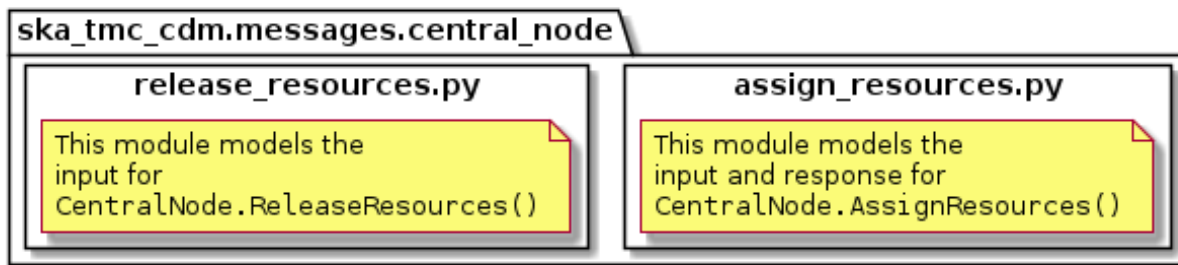 ska_tmc_cdm.messages.central_node
release_resources.py
This module models the
input for
CentralNode.ReleaseResources()
assign_resources.py
This module models the
input and response for
CentralNode.AssignResources()